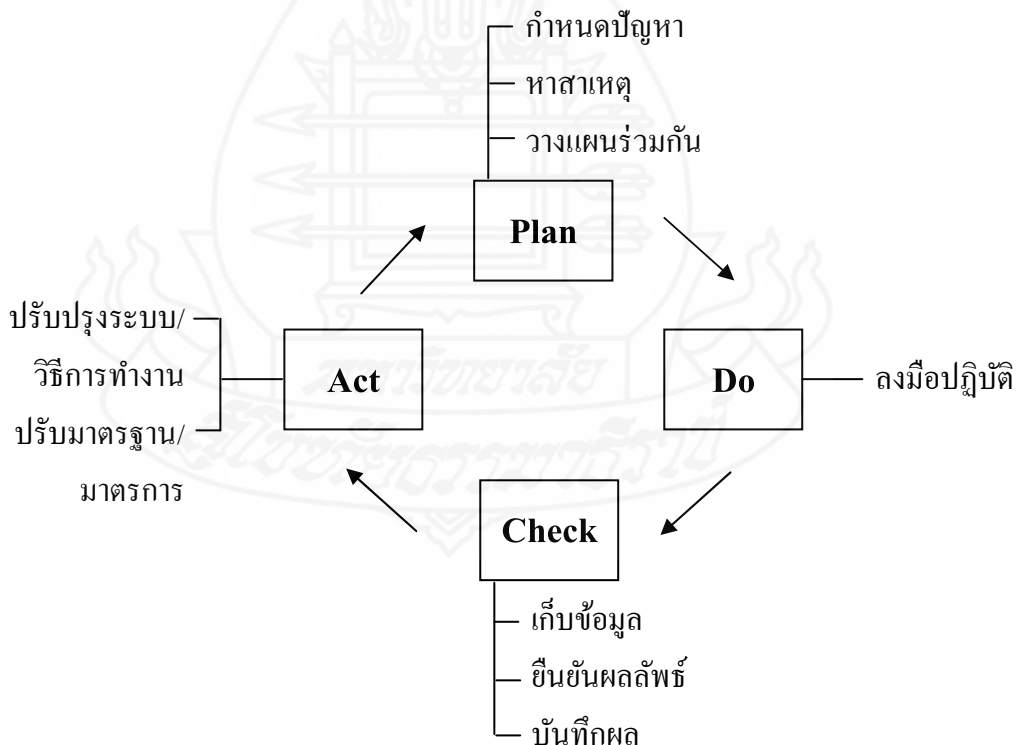 กำหนดปัญหา
หาสาเหตุ
วางแผนร่วมกัน
Plan
ปรับปรุงระบบ/
วิธีการทำงาน
ปรับมาตรฐาน/
มาตรการ
Act
Do
ลงมือปฏิบัติ
Check
เก็บข้อมูล
ยืนยันผลลัพธ์
บันทึกผล